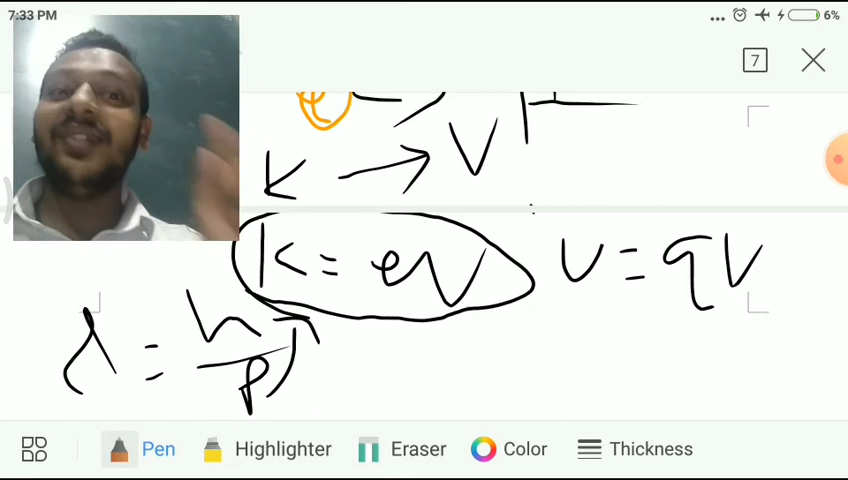 7:33 PM
6%
7
e
K → V
K = eV U = qV
λ = h/p
Pen Highlighter Eraser Color Thickness